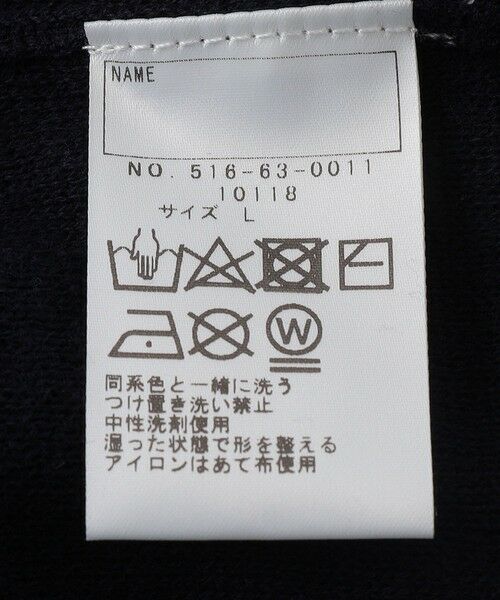 NAME
NO. 516-63-0011
10118
サイズ L
W
同系色と一緒に洗う
つけ置き洗い禁止
中性洗剤使用
湿った状態で形を整える
アイロンはあて布使用